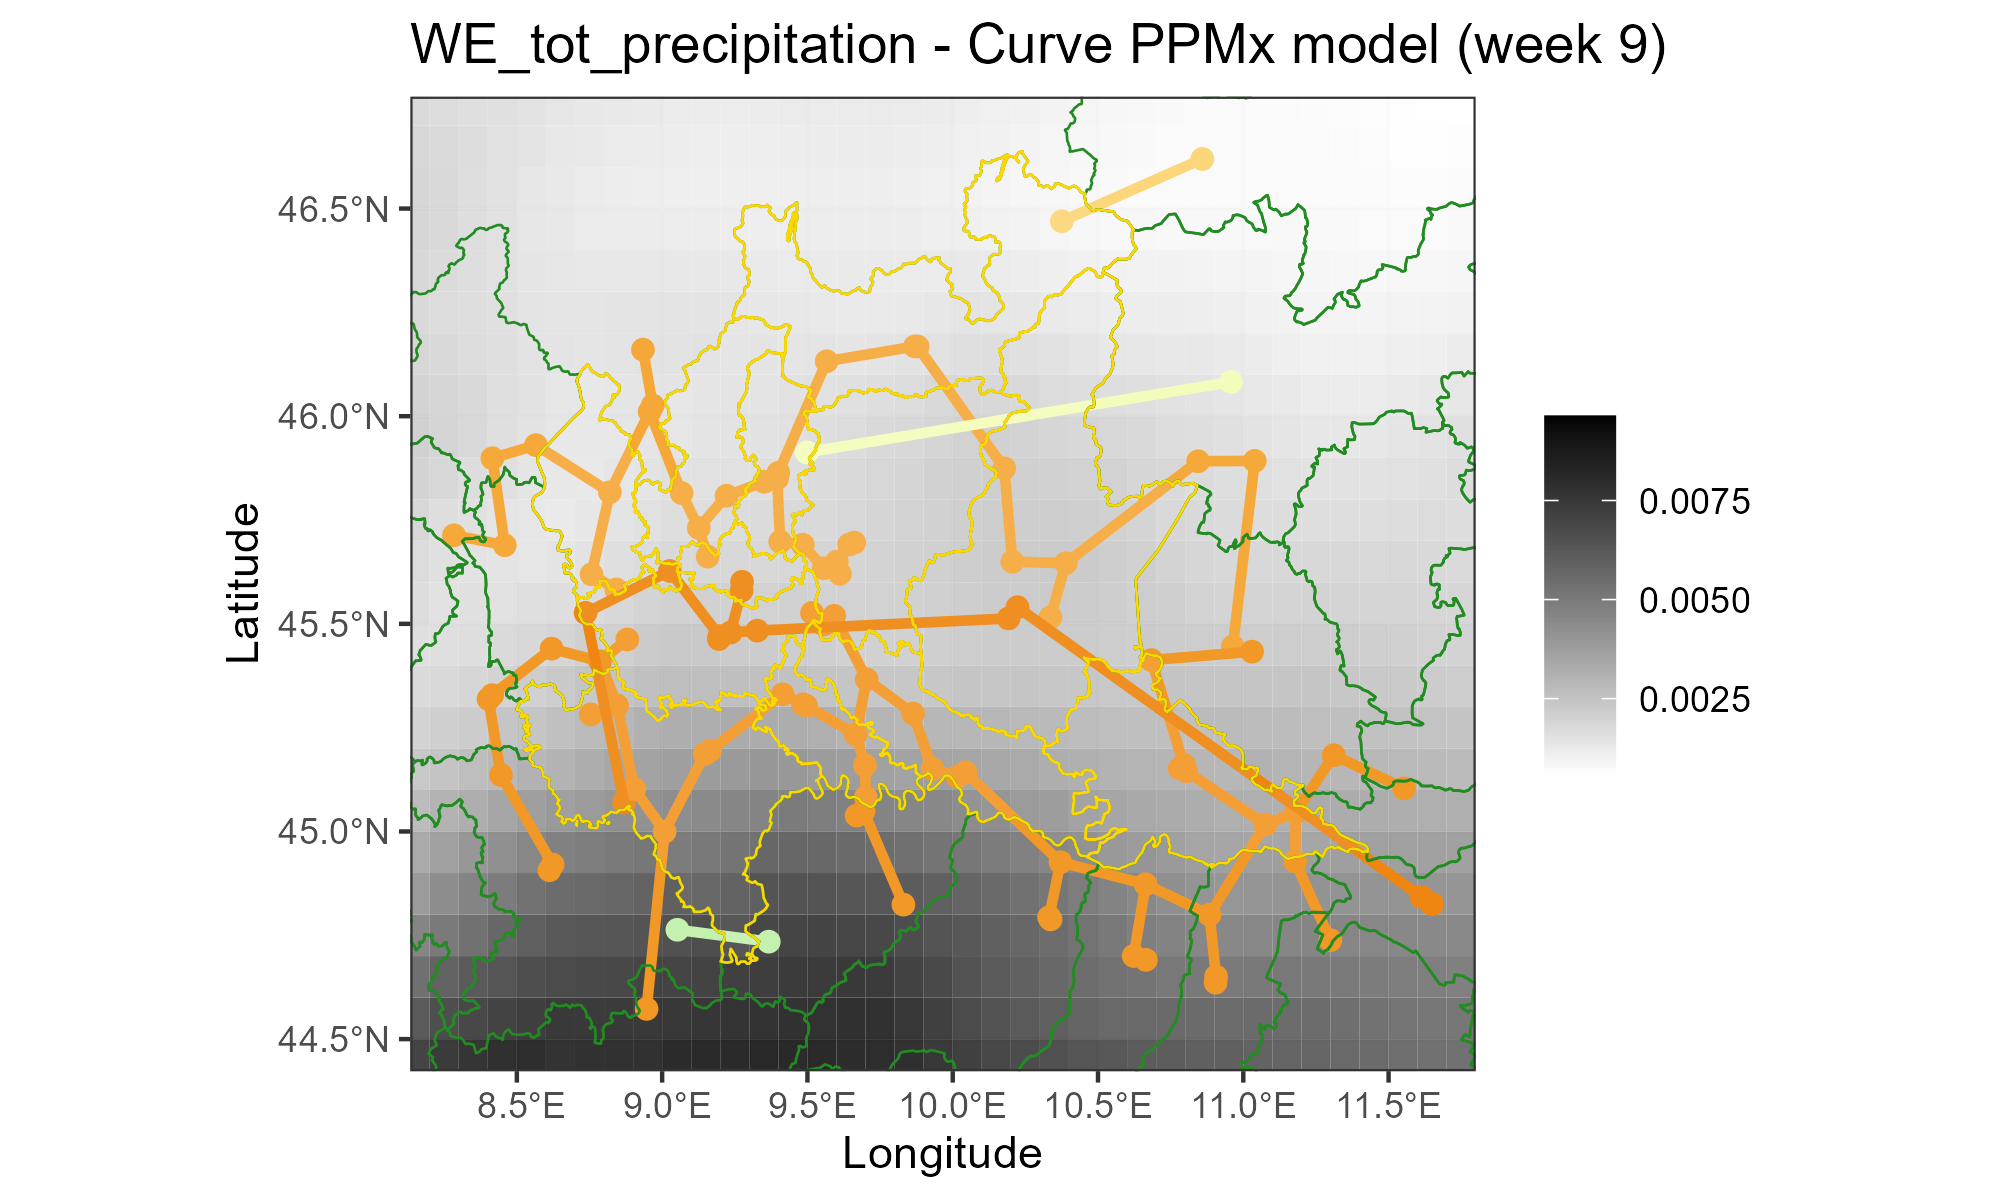 WE_tot_precipitation - Curve PPMx model (week 9)
46.5°N
46.0°N
45.5°N
45.0°N
44.5°N
Latitude
8.5°E
9.0°E
9.5°E
10.0°E
10.5°E
11.0°E
11.5°E
Longitude
0.0075
0.0050
0.0025